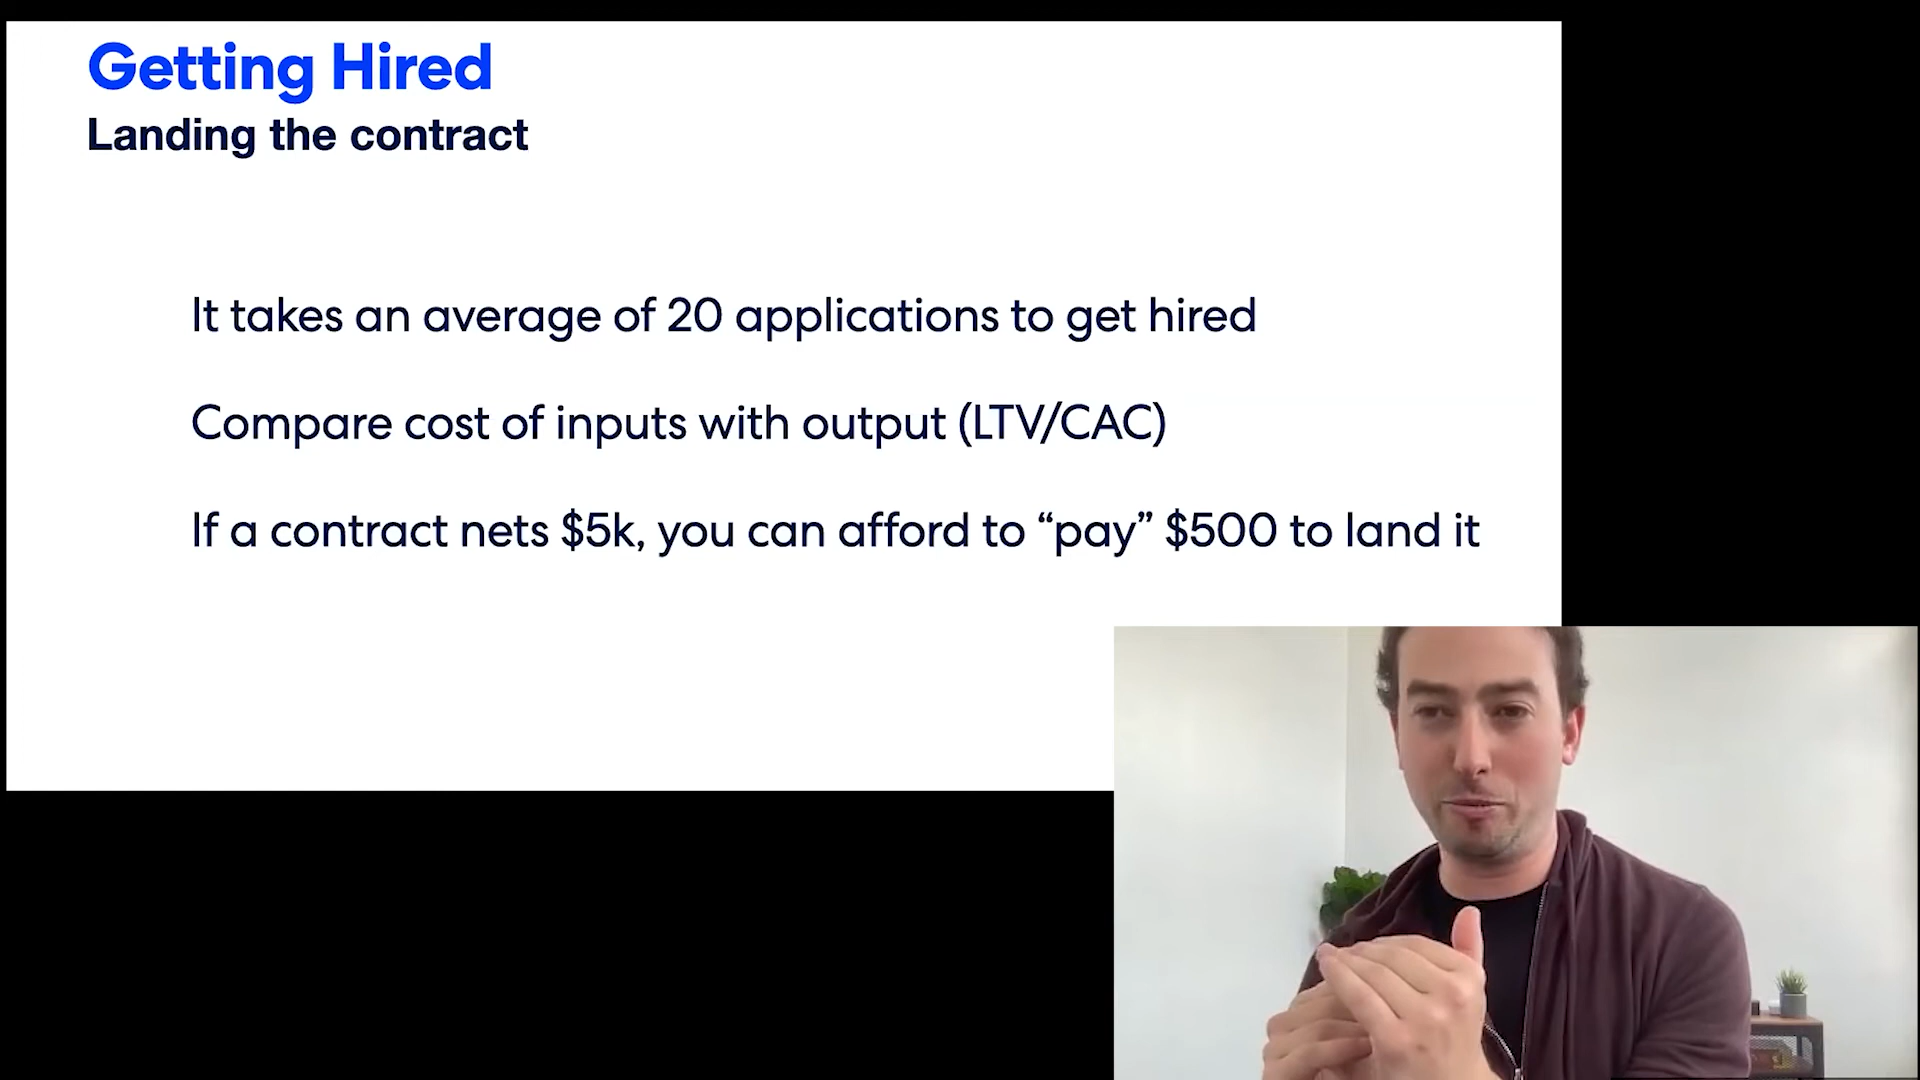 Getting Hired
Landing the contract
It takes an average of 20 applications to get hired
Compare cost of inputs with output (LTV/CAC)
If a contract nets $5k, you can afford to “pay” $500 to land it